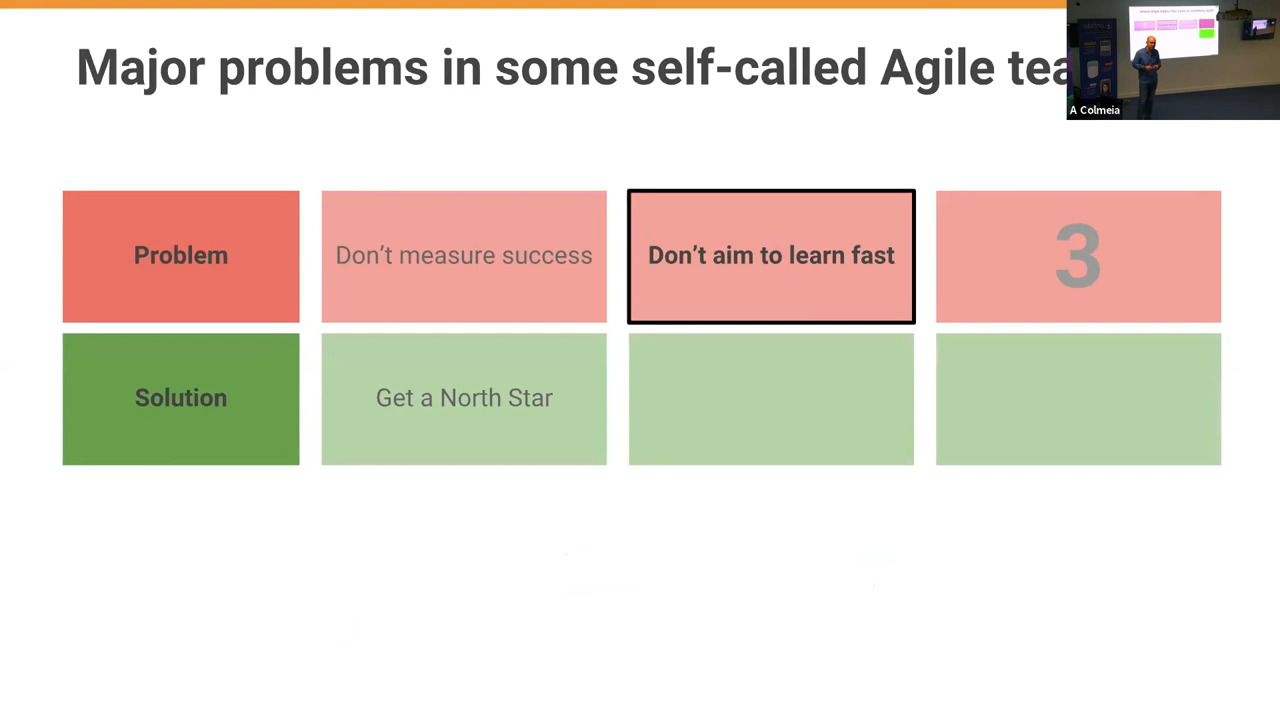 Major problems in some self-called Agile tea
A Colmeia
Problem
Don’t measure success
Don’t aim to learn fast
3
Solution
Get a North Star